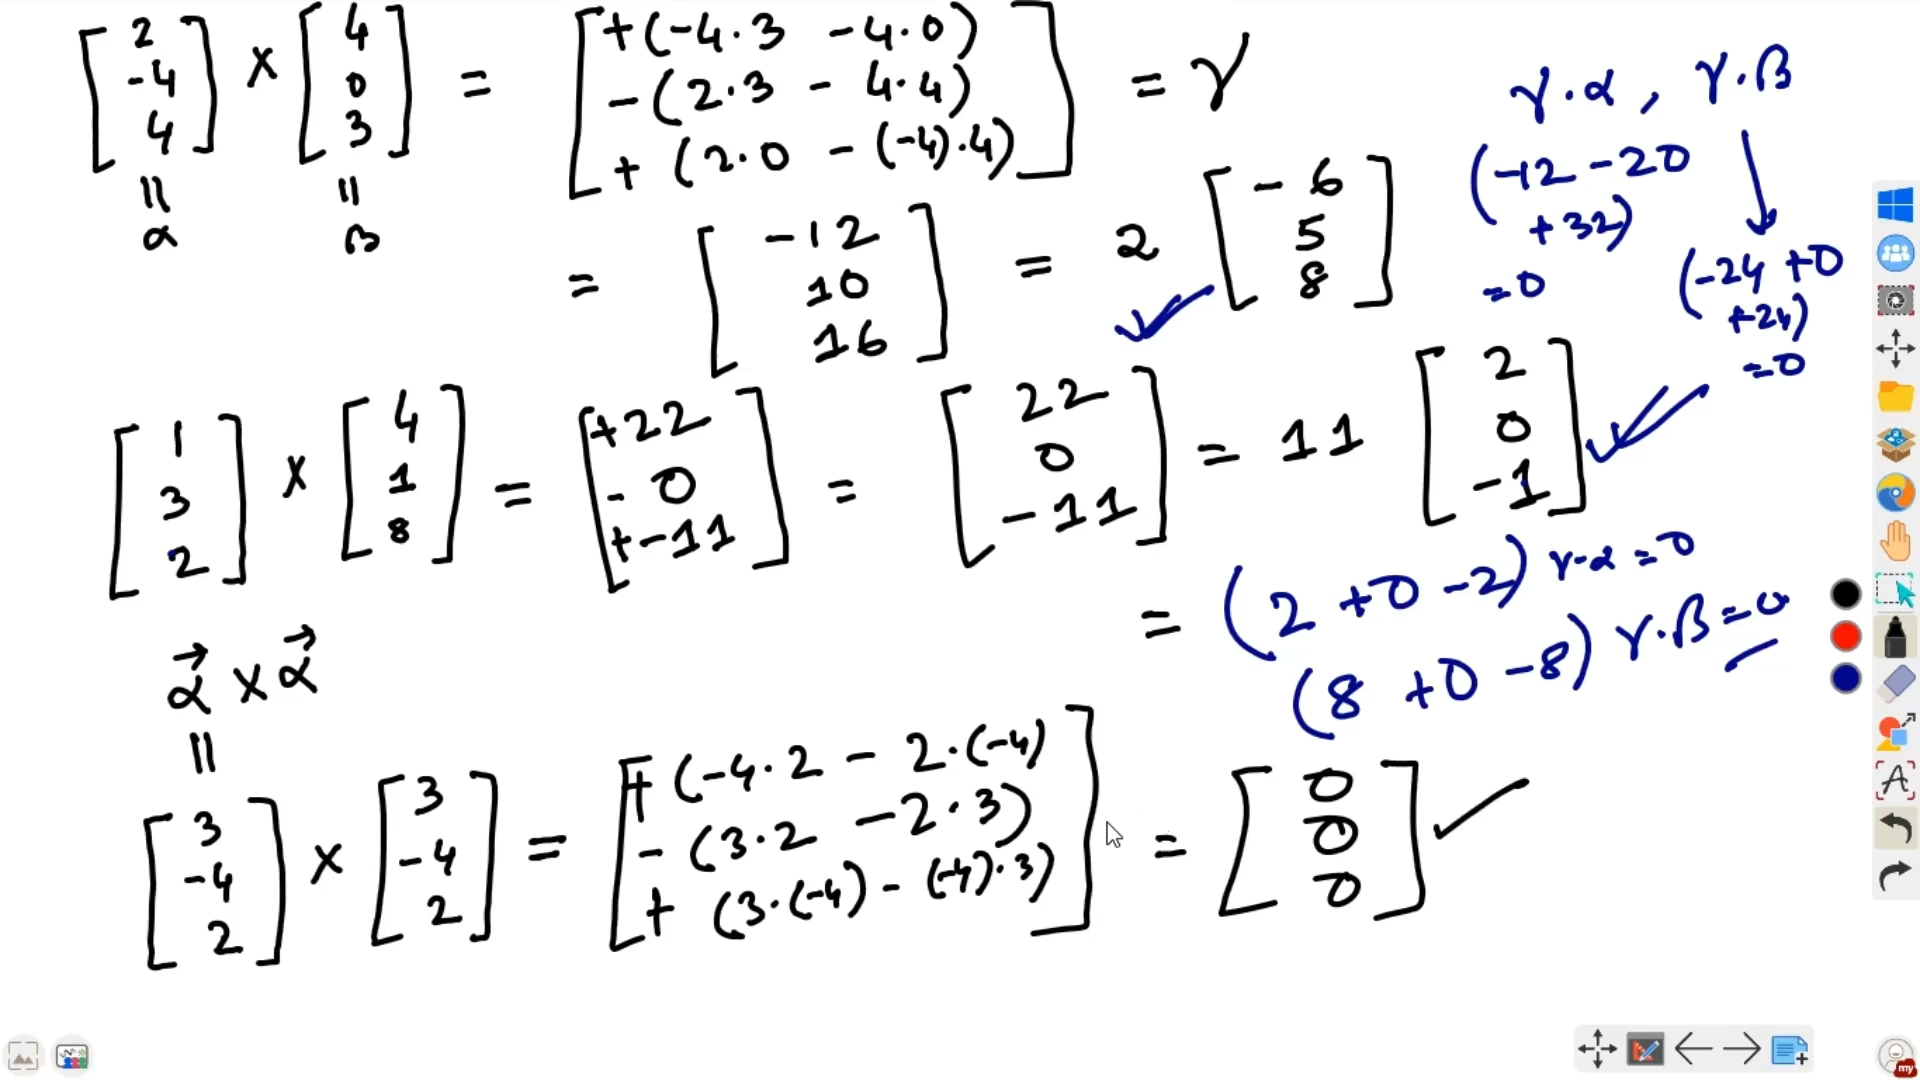 [2 -4 4] × [4 0 3] = [+(-4·3 -4·0) -(2·3 - 4·4) +(2·0 - (-4)·4)] = γ
|| α || β
= [-12 10 16] = 2 [-6 5 8]
γ·α , γ·β
(-12 -20 +32) =0
(-24 +0 +24) =0
[1 3 2] × [4 1 8] = [+22 - 0 +-11] = [22 0 -11] = 11 [2 0 -1]
= (2 +0 -2) γ·α =0
(8 +0 -8) γ·β =0
α × α
||
[3 -4 2] × [3 -4 2] = [+(-4·2 - 2·(-4) -(3·2 -2·3) +(3·(-4) - (-4)·3)] = [0 0 0]
my